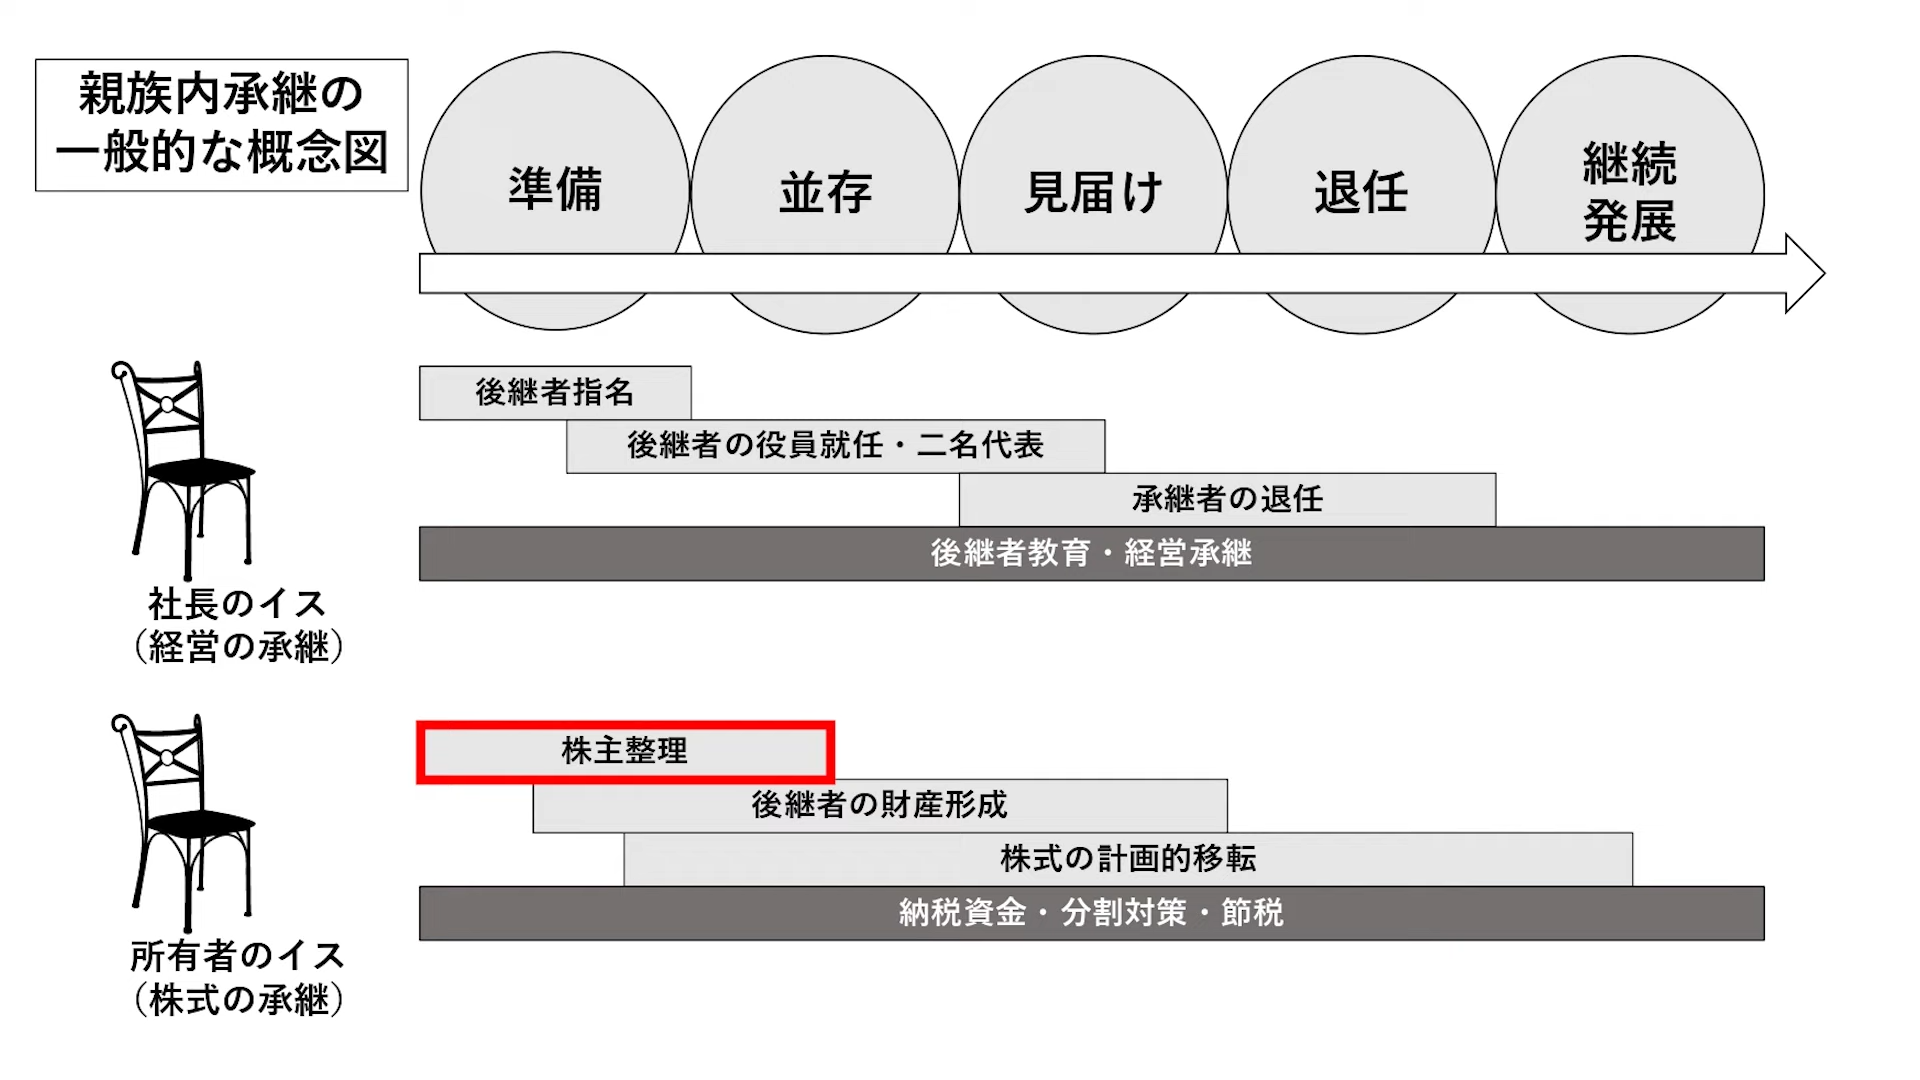 親族内承継の
一般的な概念図
準備
並存
見届け
退任
継続
発展
後継者指名
後継者の役員就任・二名代表
承継者の退任
後継者教育・経営承継
社長のイス
（経営の承継）
株主整理
後継者の財産形成
株式の計画的移転
納税資金・分割対策・節税
所有者のイス
（株式の承継）